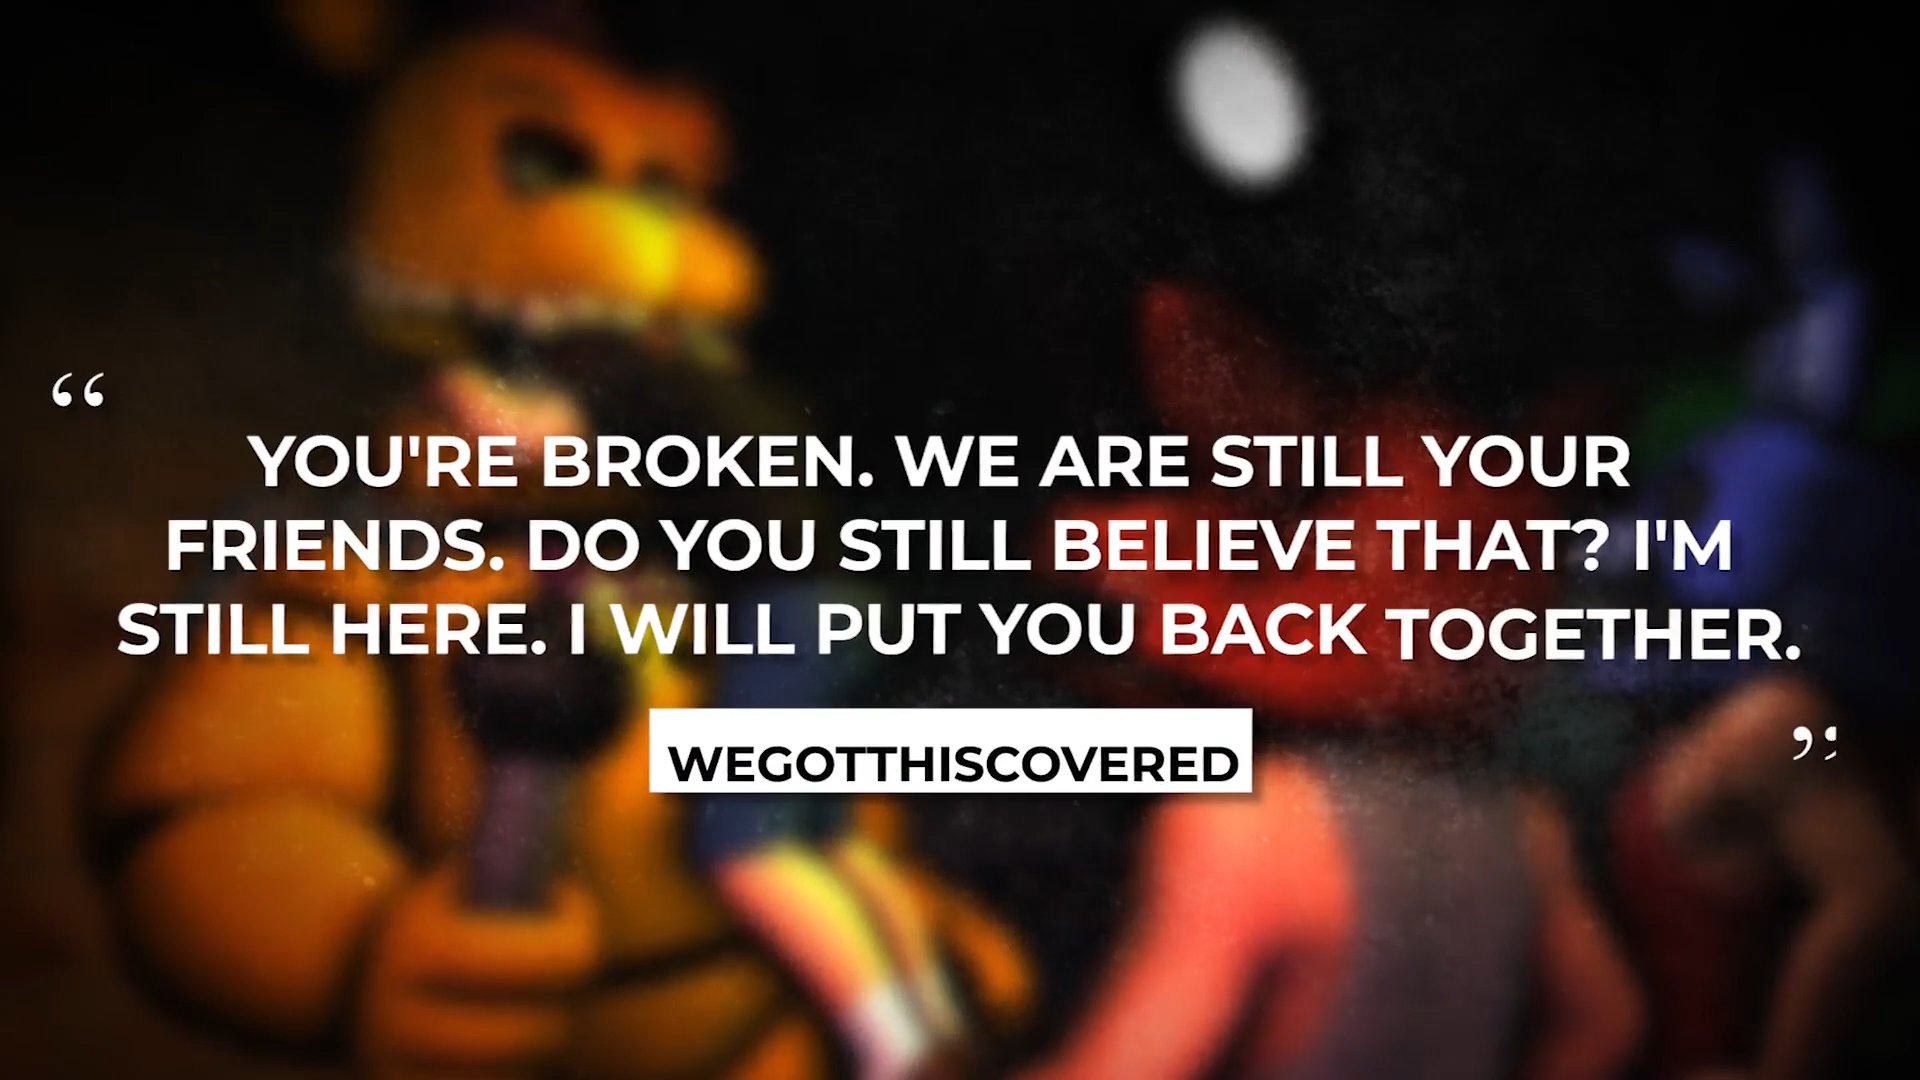 “
YOU'RE BROKEN. WE ARE STILL YOUR
FRIENDS. DO YOU STILL BELIEVE THAT? I'M
STILL HERE. I WILL PUT YOU BACK TOGETHER.
”
WEGOTTHISCOVERED